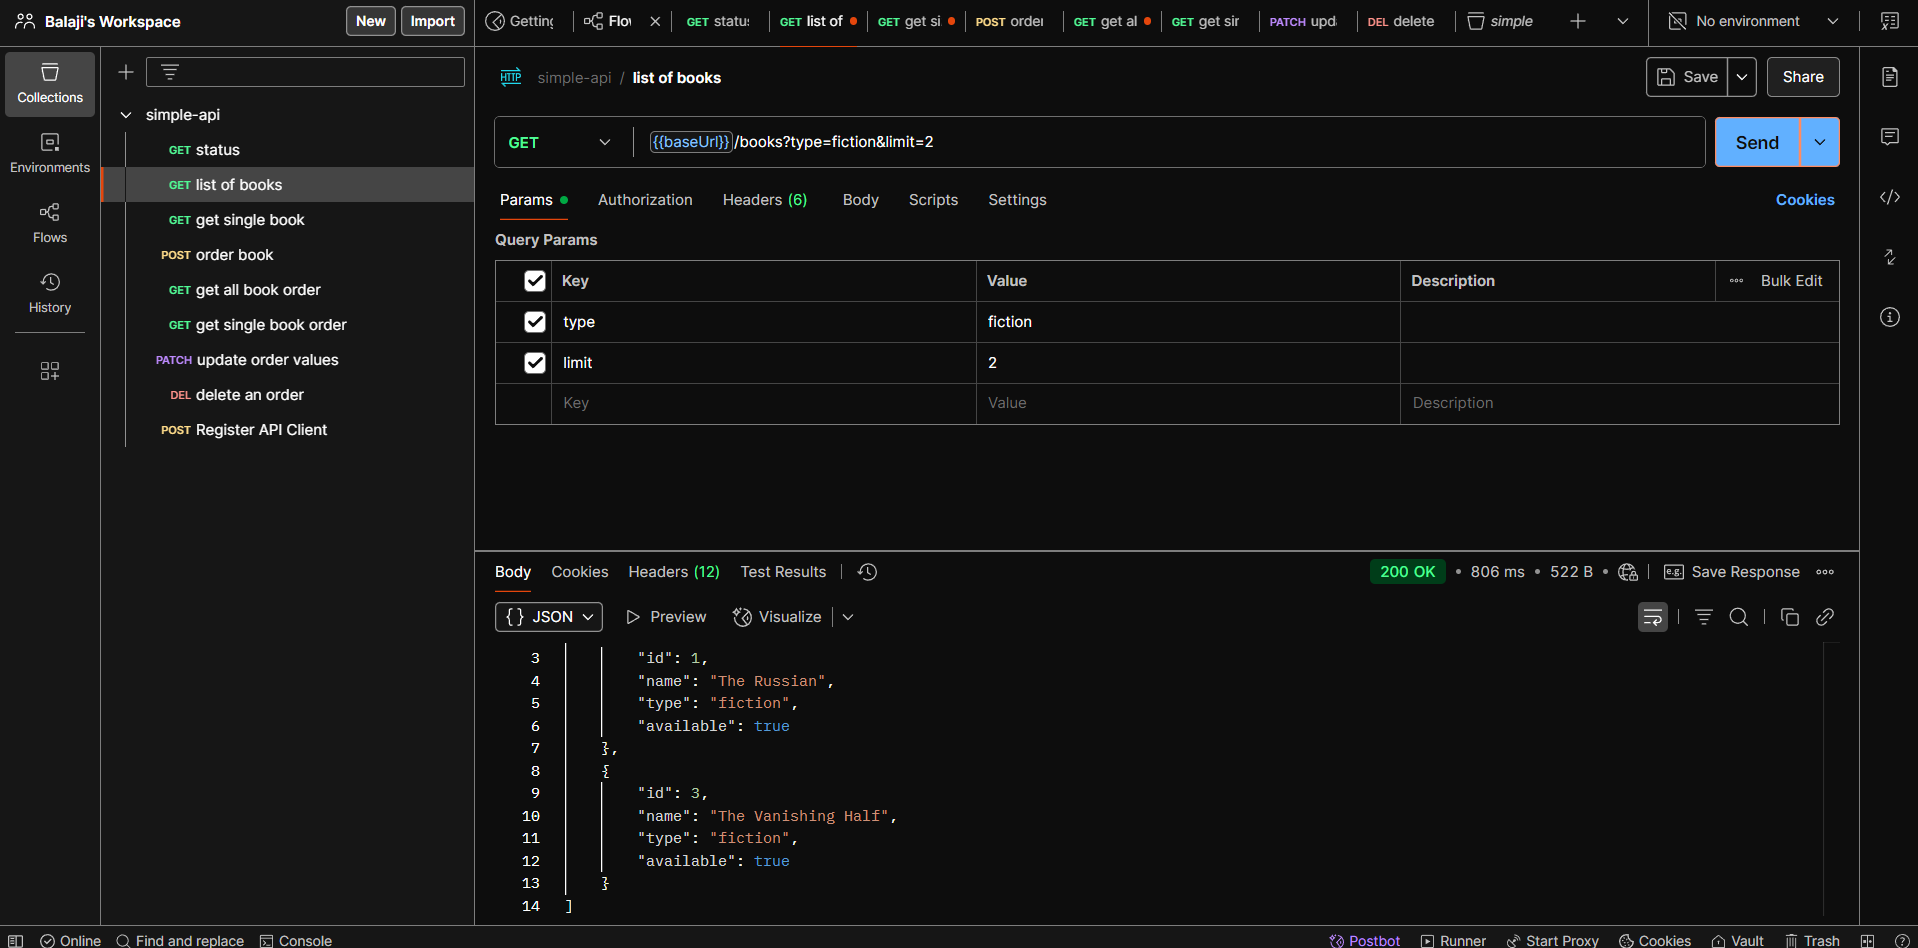 Balaji's Workspace
New
Import
Getting
Flow
GET status
GET list of
GET get si
POST order
GET get al
GET get sir
PATCH upd
DEL delete
simple
No environment
Collections
Environments
Flows
History
simple-api
GET status
GET list of books
GET get single book
POST order book
GET get all book order
GET get single book order
PATCH update order values
DEL delete an order
POST Register API Client
HTTP simple-api / list of books
Save
Share
GET
{{baseUrl}}/books?type=fiction&limit=2
Send
Params
Authorization
Headers (6)
Body
Scripts
Settings
Cookies
Query Params
Key Value Description ••• Bulk Edit
type fiction
limit 2
Key Value Description
Body
Cookies
Headers (12)
Test Results
200 OK • 806 ms • 522 B •
e.g. Save Response
{} JSON
Preview
Visualize
3 "id": 1,
4 "name": "The Russian",
5 "type": "fiction",
6 "available": true
7 },
8 {
9 "id": 3,
10 "name": "The Vanishing Half",
11 "type": "fiction",
12 "available": true
13 }
14 ]
Online
Find and replace
Console
Postbot
Runner
Start Proxy
Cookies
Vault
Trash